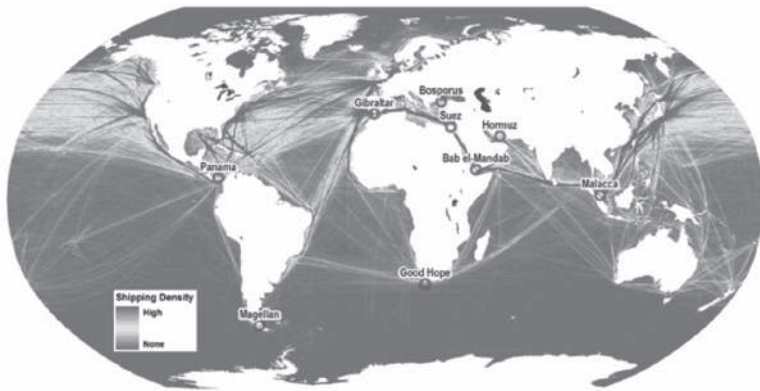 Bosporus
Gibraltar
Suez
Hormuz
Bab el-Mandab
Panama
Malacca
Good Hope
Shipping Density
High
None
Magellan